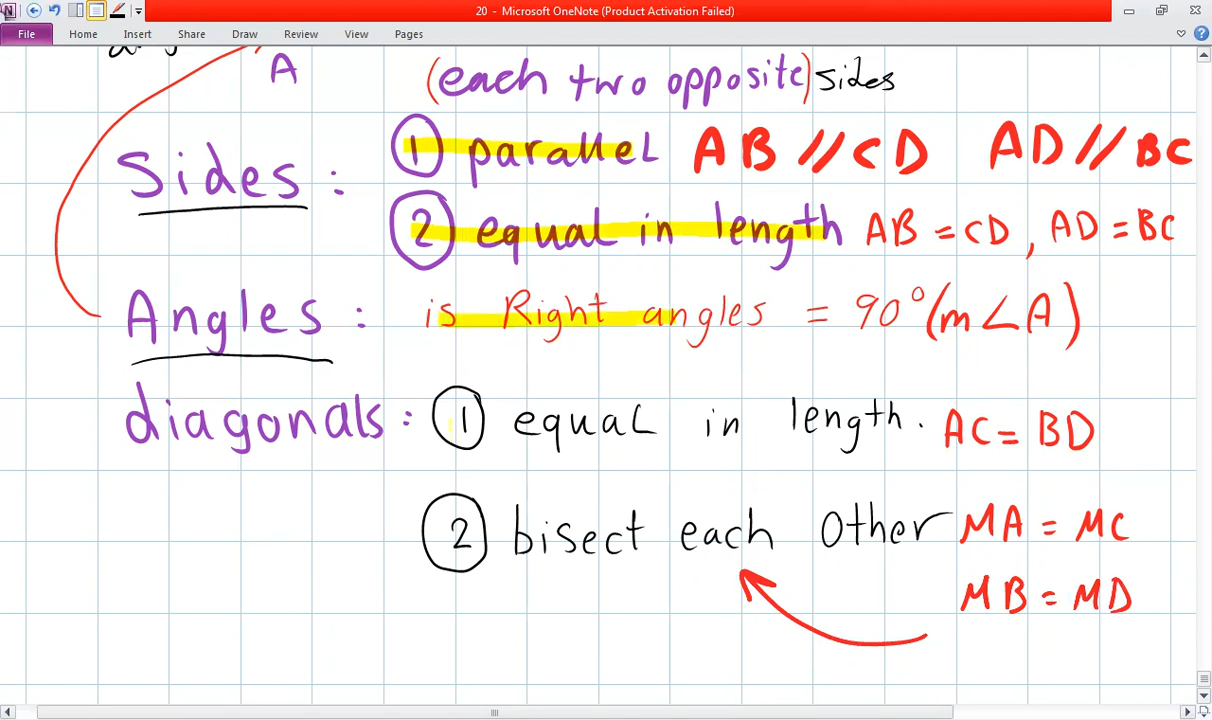 20 - Microsoft OneNote (Product Activation Failed)
File Home Insert Share Draw Review View Pages
A
(each two opposite) sides
Sides :
① parallel AB // CD AD // BC
② equal in length AB = CD , AD = BC
Angles : is Right angles = 90° (m∠A)
diagonals : ① equal in length. AC = BD
② bisect each Other MA = MC
MB = MD